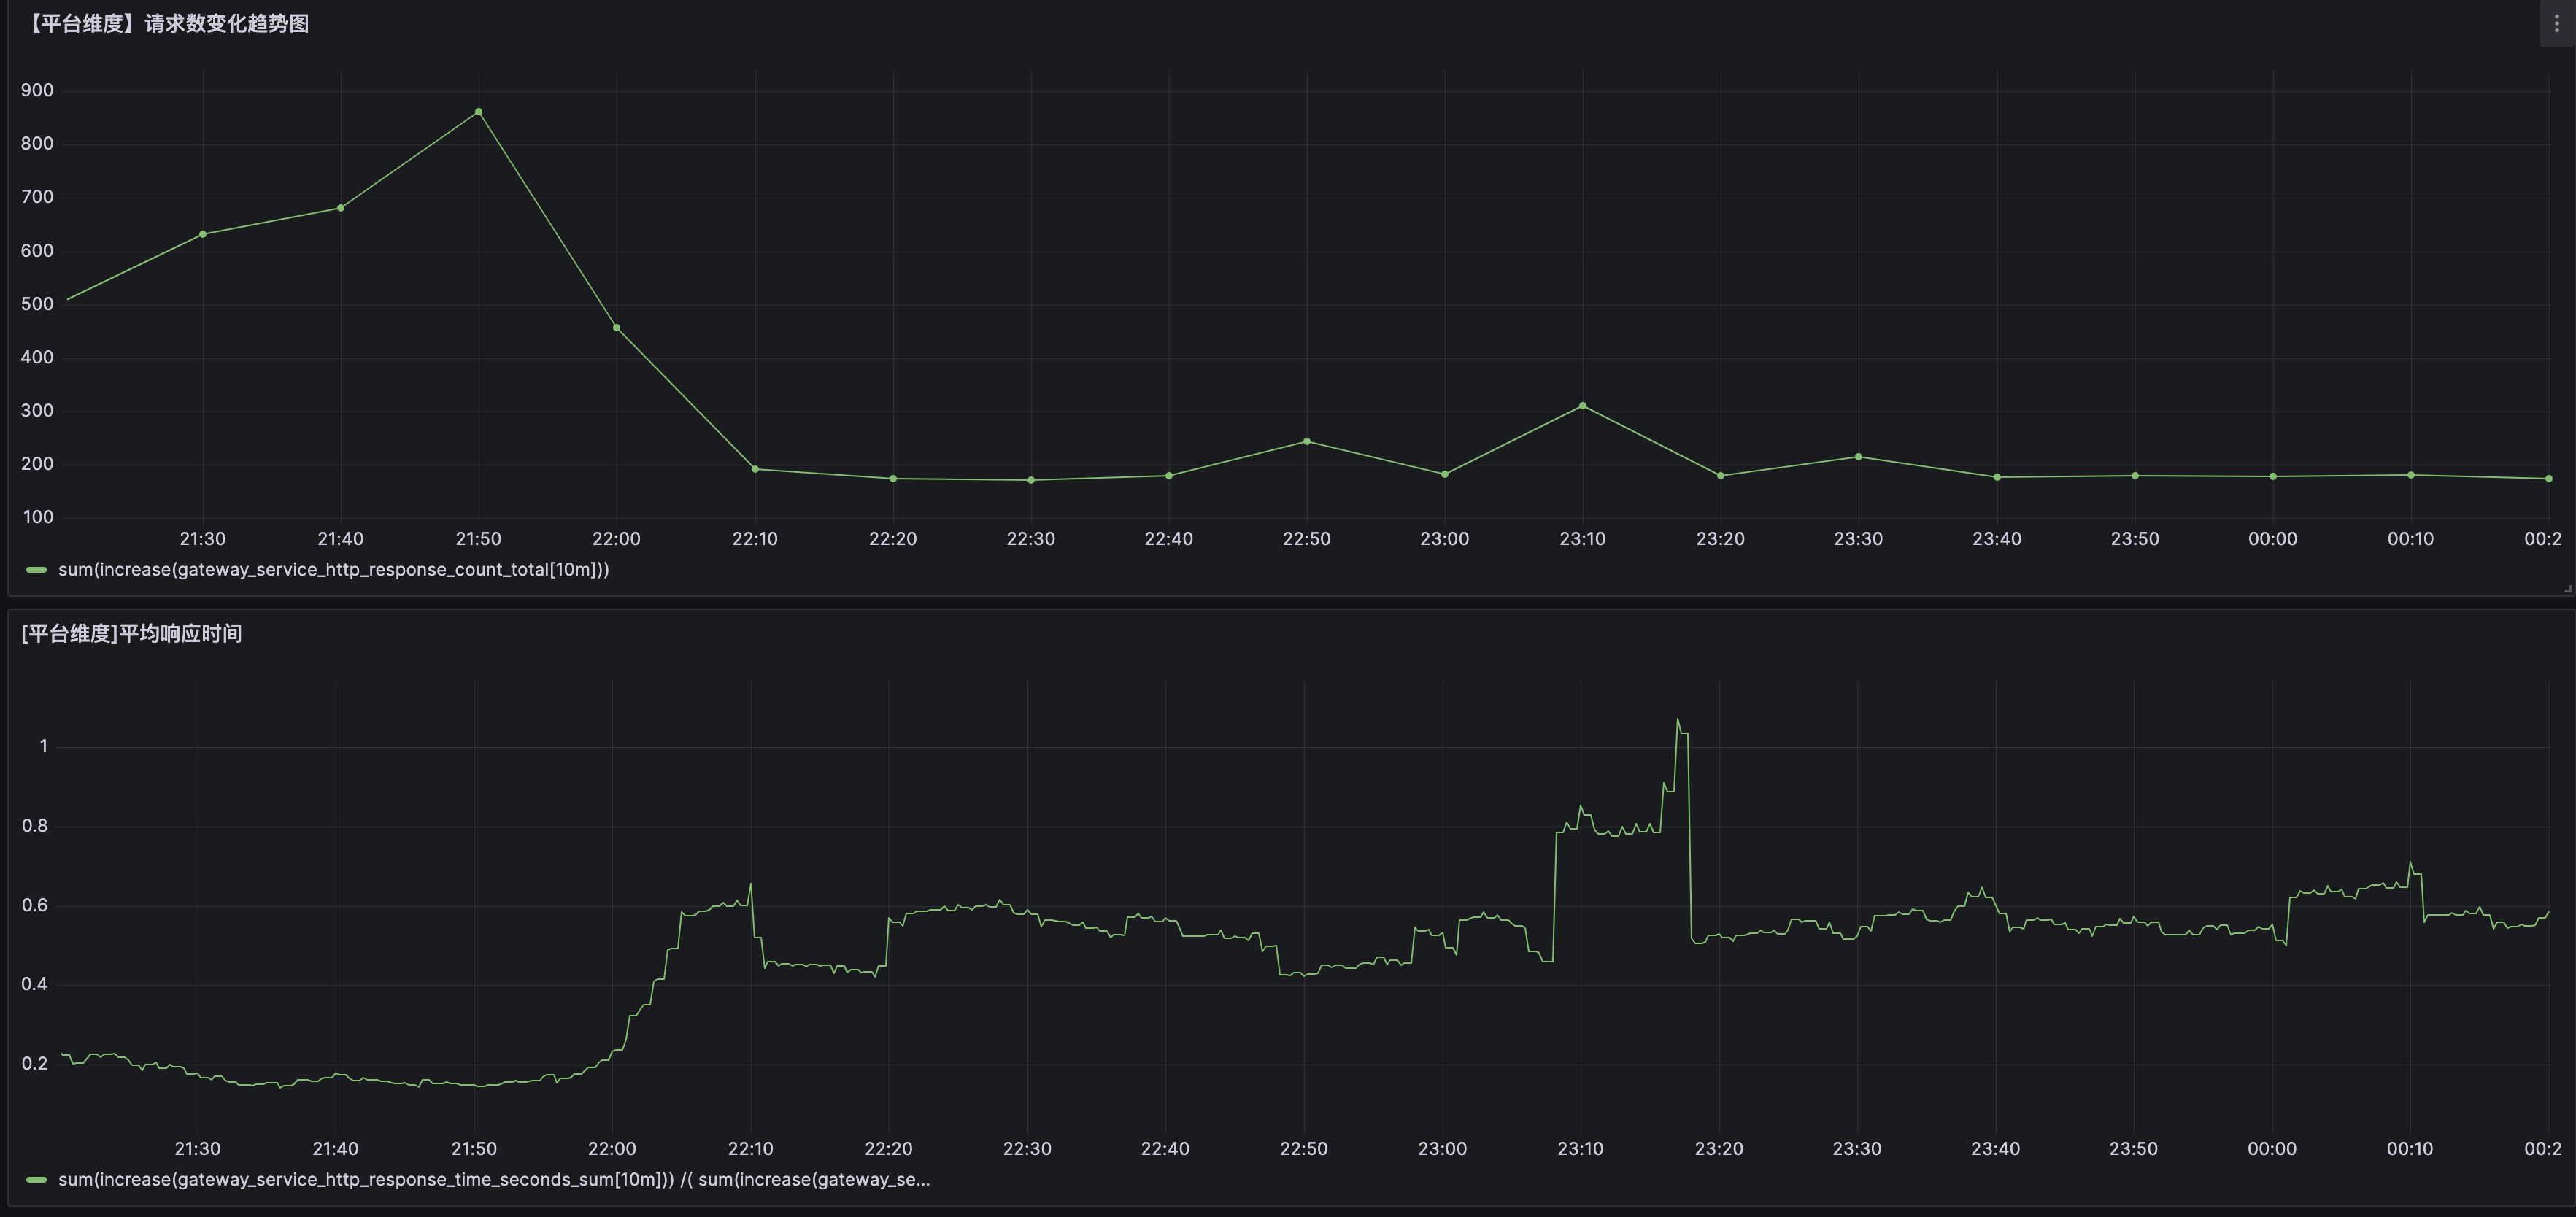 【平台维度】请求数变化趋势图
900
800
700
600
500
400
300
200
100
21:30 21:40 21:50 22:00 22:10 22:20 22:30 22:40 22:50 23:00 23:10 23:20 23:30 23:40 23:50 00:00 00:10 00:2
sum(increase(gateway_service_http_response_count_total[10m]))
[平台维度]平均响应时间
1
0.8
0.6
0.4
0.2
21:30 21:40 21:50 22:00 22:10 22:20 22:30 22:40 22:50 23:00 23:10 23:20 23:30 23:40 23:50 00:00 00:10 00:2
sum(increase(gateway_service_http_response_time_seconds_sum[10m])) /( sum(increase(gateway_se...